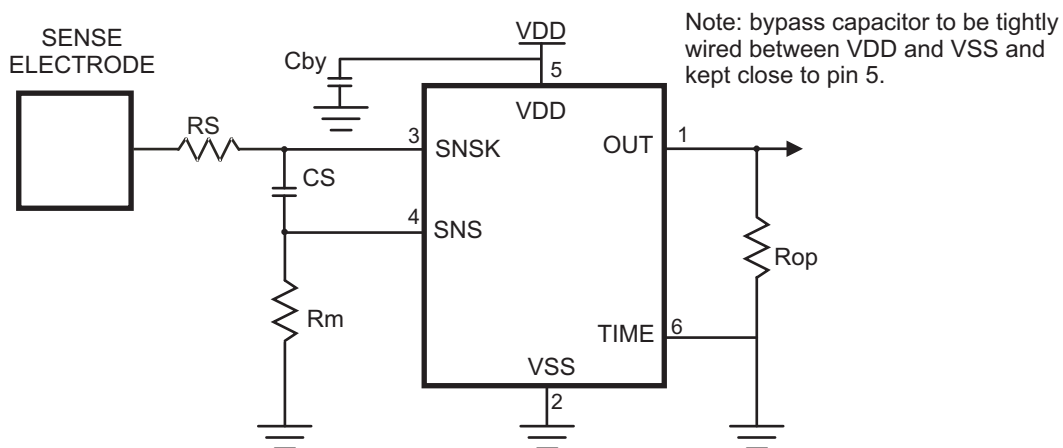 Note: bypass capacitor to be tightly
wired between VDD and VSS and
kept close to pin 5.
SENSE
ELECTRODE
VDD
Cby
5
VDD
RS
3
SNSK
OUT
1
CS
4
SNS
Rop
Rm
TIME
6
VSS
2